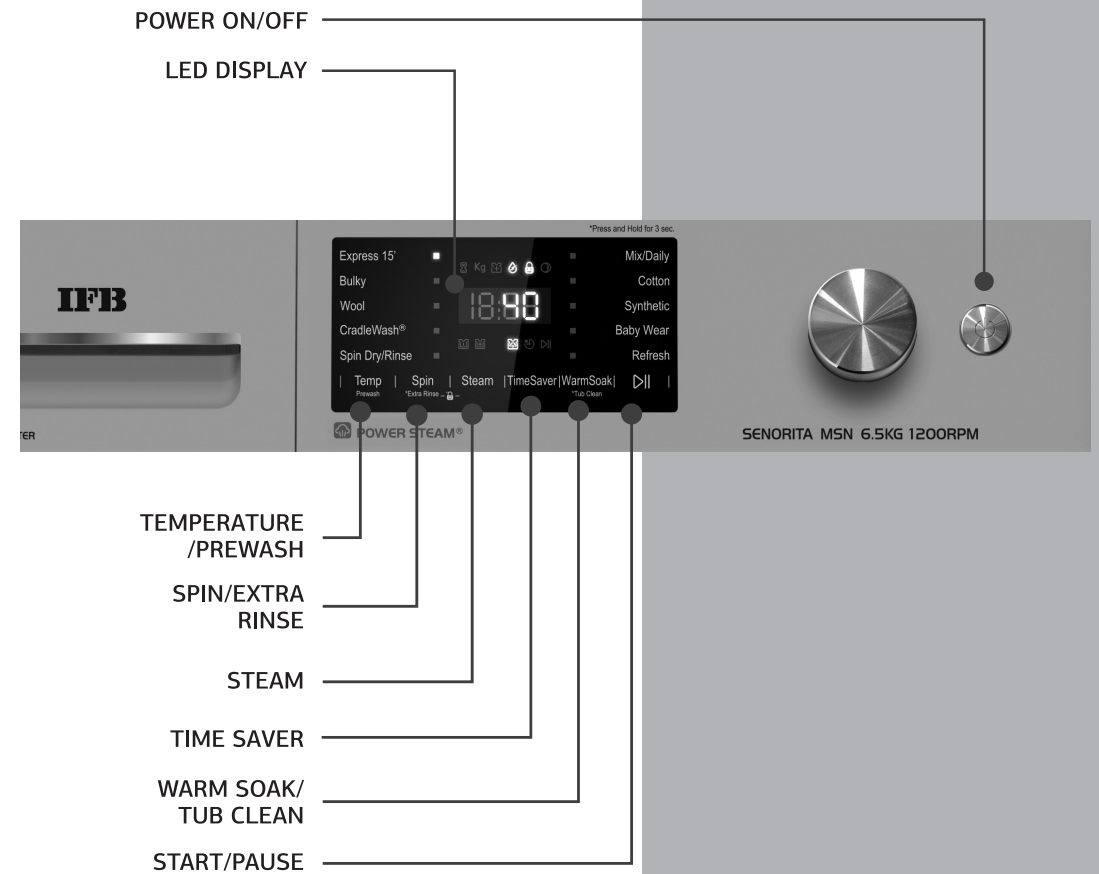 POWER ON/OFF
LED DISPLAY
*Press and Hold for 3 sec.
IFB
Express 15'
Bulky
Wool
CradleWash®
Spin Dry/Rinse
Kg
18:40
Mix/Daily
Cotton
Synthetic
Baby Wear
Refresh
| Temp | Spin | Steam |TimeSaver|WarmSoak| ▷|| |
Prewash *Extra Rinse *Tub Clean
TER
POWER STEAM®
SENORITA MSN 6.5KG 1200RPM
TEMPERATURE
/PREWASH
SPIN/EXTRA
RINSE
STEAM
TIME SAVER
WARM SOAK/
TUB CLEAN
START/PAUSE